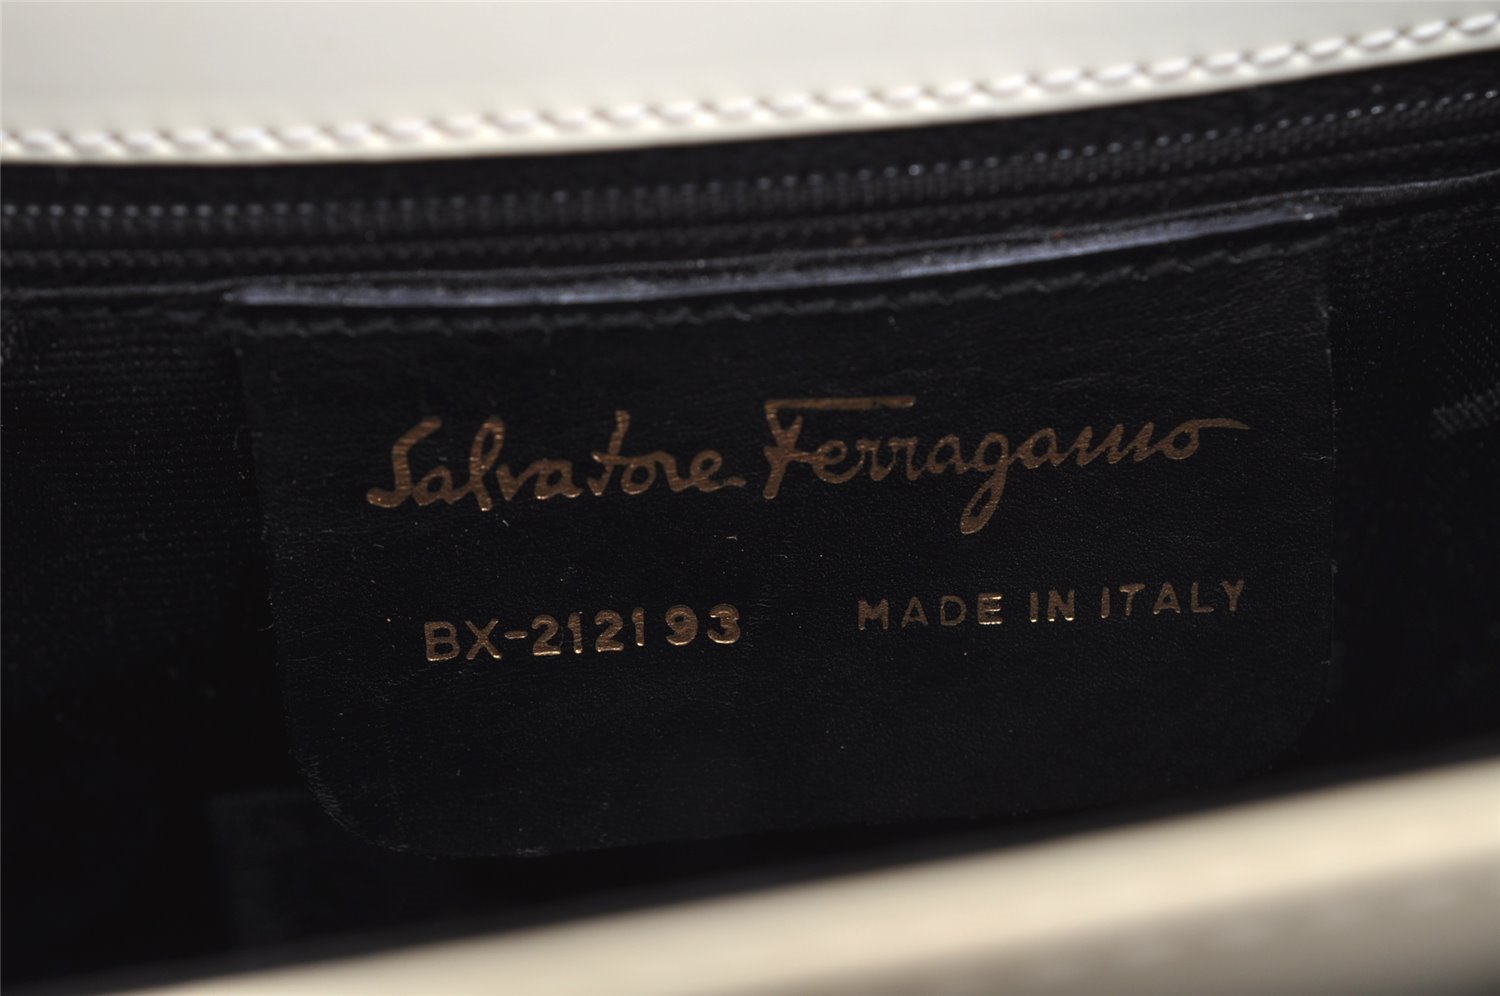 Salvatore Ferragamo
BX-212193 MADE IN ITALY